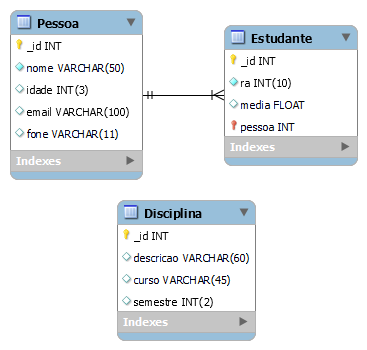 Pessoa
_id INT
nome VARCHAR(50)
idade INT(3)
email VARCHAR(100)
fone VARCHAR(11)
Indexes
Estudante
_id INT
ra INT(10)
media FLOAT
pessoa INT
Indexes
Disciplina
_id INT
descricao VARCHAR(60)
curso VARCHAR(45)
semestre INT(2)
Indexes